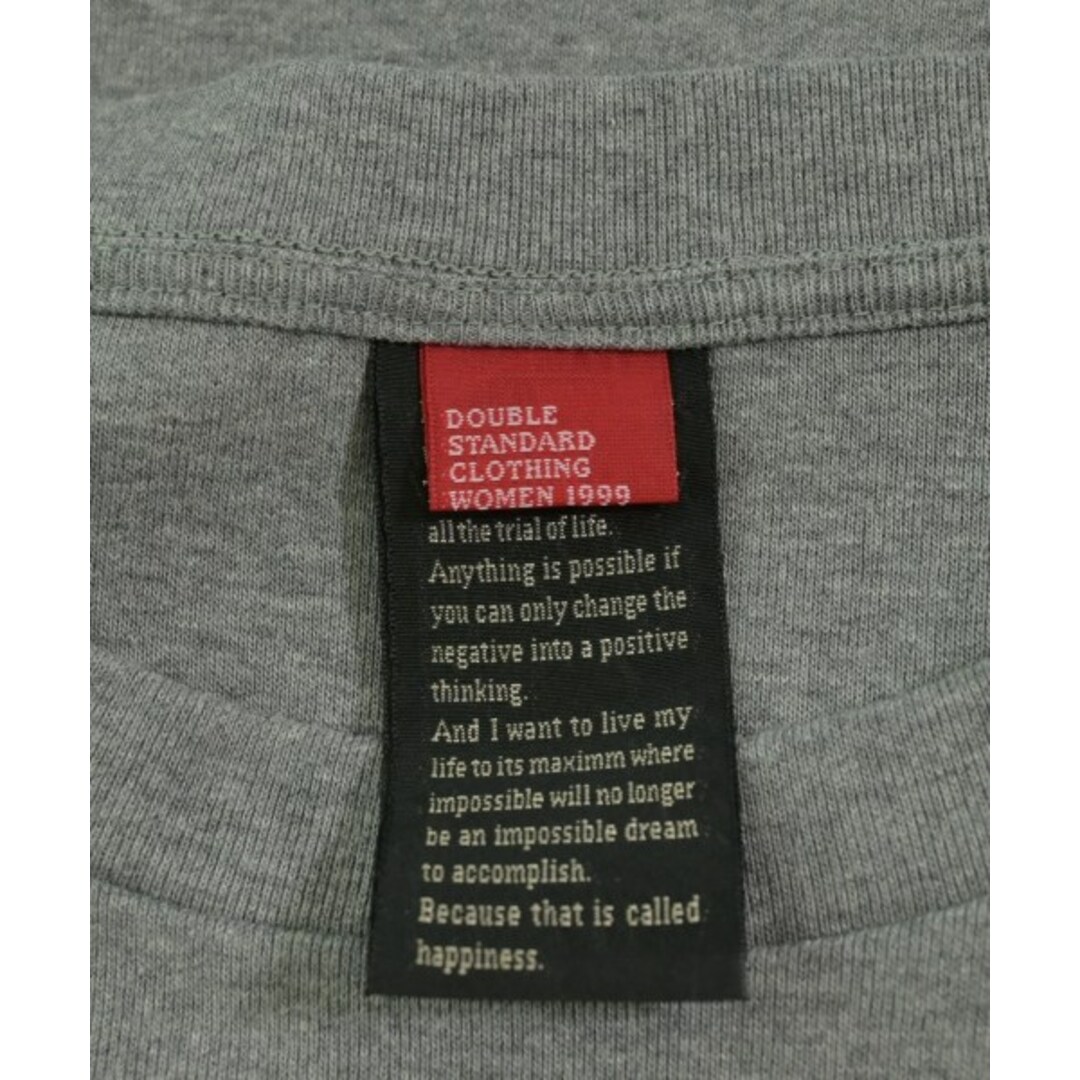 DOUBLE
STANDARD
CLOTHING
WOMEN 1999
all the trial of life.
Anything is possible if
you can only change the
negative into a positive
thinking.
And I want to live my
life to its maximm where
impossible will no longer
be an impossible dream
to accomplish.
Because that is called
happiness.